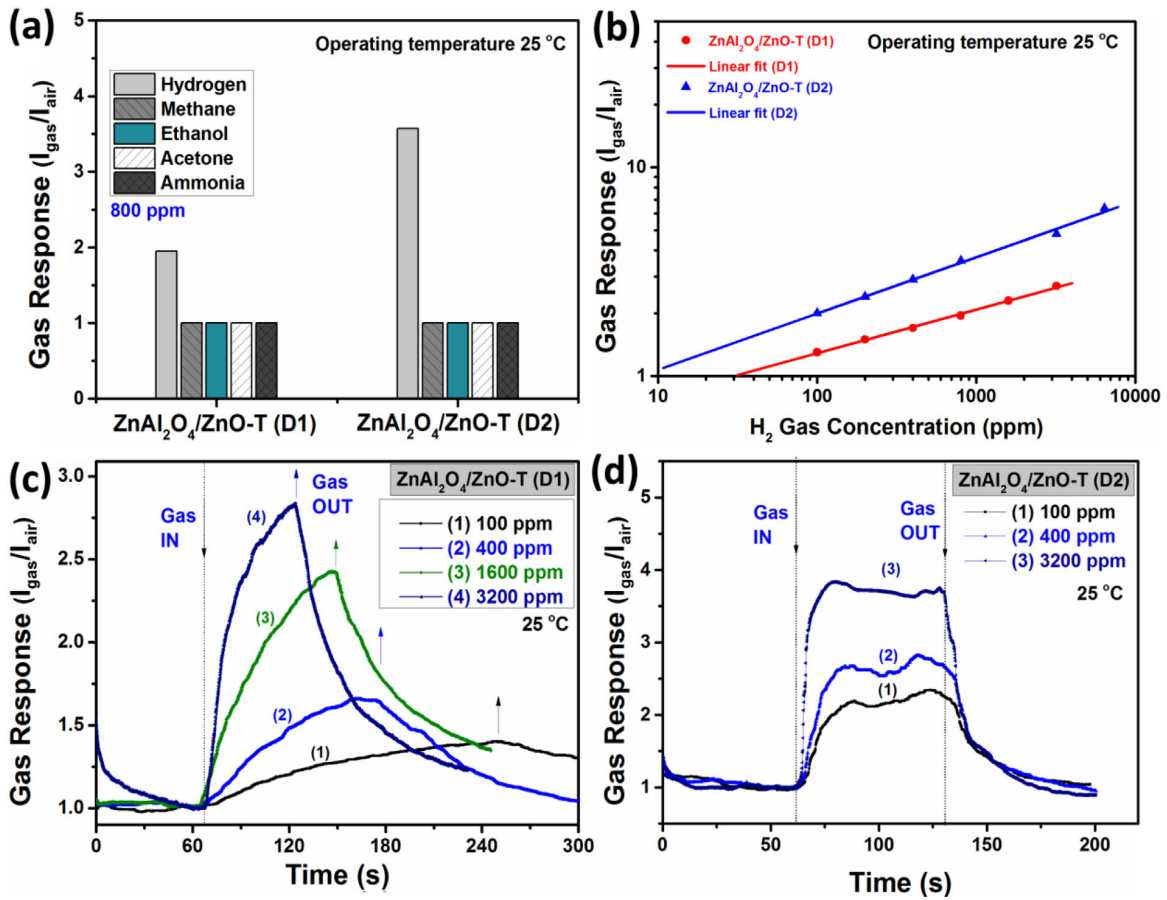 (a)
Operating temperature 25 °C
Hydrogen
Methane
Ethanol
Acetone
Ammonia
800 ppm
Gas Response (Igas/Iair)
5
4
3
2
1
0
ZnAl2O4/ZnO-T (D1)
ZnAl2O4/ZnO-T (D2)
(b)
ZnAl2O4/ZnO-T (D1)
Linear fit (D1)
ZnAl2O4/ZnO-T (D2)
Linear fit (D2)
Operating temperature 25 °C
Gas Response (Igas/Iair)
10
1
10
100
1000
10000
H2 Gas Concentration (ppm)
(c)
ZnAl2O4/ZnO-T (D1)
Gas
IN
Gas
OUT
(1) 100 ppm
(2) 400 ppm
(3) 1600 ppm
(4) 3200 ppm
25 °C
(4)
(3)
(2)
(1)
Gas Response (Igas/Iair)
3.0
2.5
2.0
1.5
1.0
0
60
120
180
240
300
Time (s)
(d)
ZnAl2O4/ZnO-T (D2)
Gas
IN
Gas
OUT
(1) 100 ppm
(2) 400 ppm
(3) 3200 ppm
25 °C
(3)
(2)
(1)
Gas Response (Igas/Iair)
5
4
3
2
1
0
0
50
100
150
200
Time (s)